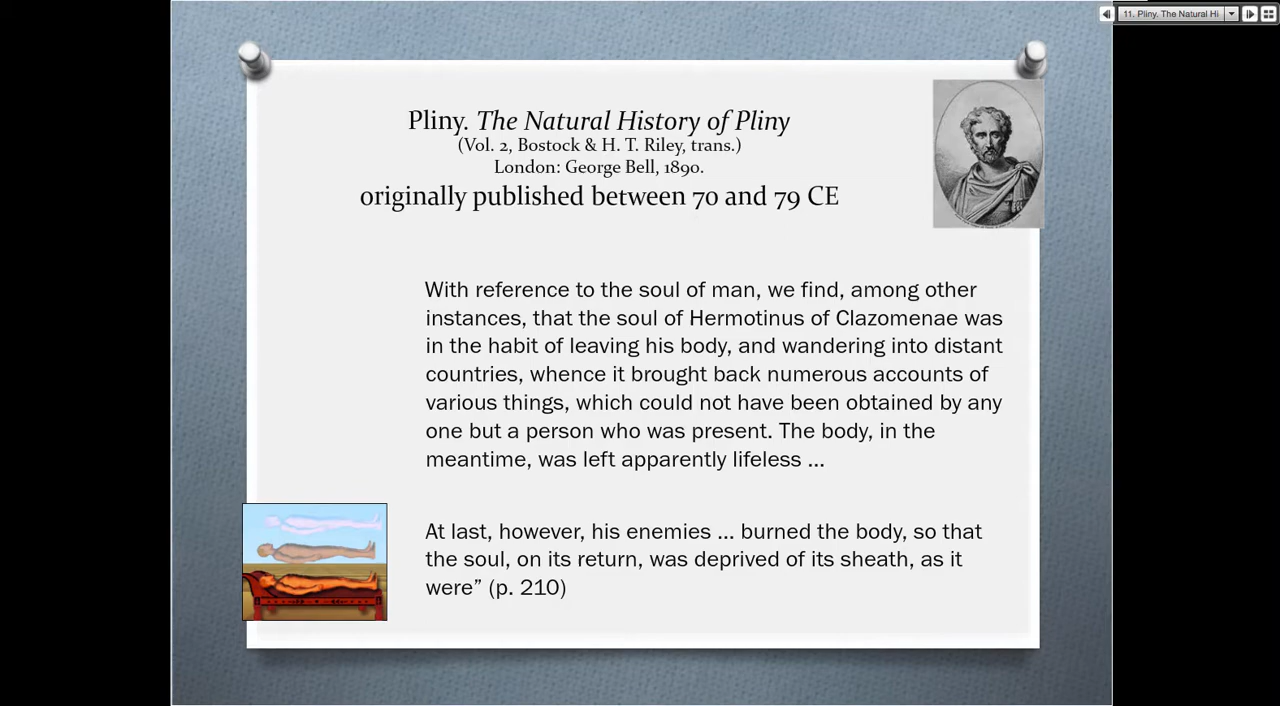 11. Pliny. The Natural Hi
Pliny. The Natural History of Pliny
(Vol. 2, Bostock & H. T. Riley, trans.)
London: George Bell, 1890.
originally published between 70 and 79 CE
With reference to the soul of man, we find, among other
instances, that the soul of Hermotinus of Clazomenae was
in the habit of leaving his body, and wandering into distant
countries, whence it brought back numerous accounts of
various things, which could not have been obtained by any
one but a person who was present. The body, in the
meantime, was left apparently lifeless ...
At last, however, his enemies ... burned the body, so that
the soul, on its return, was deprived of its sheath, as it
were” (p. 210)